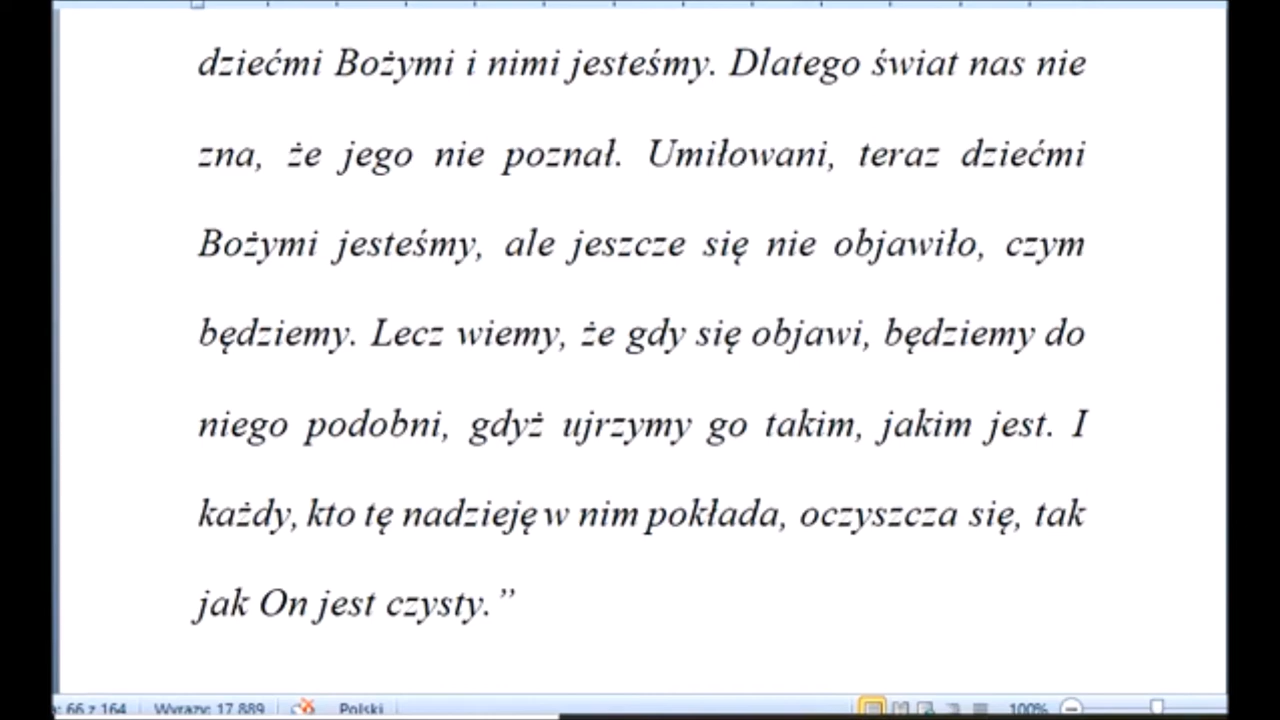 dziećmi Bożymi i nimi jesteśmy. Dlatego świat nas nie
zna, że jego nie poznał. Umiłowani, teraz dziećmi
Bożymi jesteśmy, ale jeszcze się nie objawiło, czym
będziemy. Lecz wiemy, że gdy się objawi, będziemy do
niego podobni, gdyż ujrzymy go takim, jakim jest. I
każdy, kto tę nadzieję w nim pokłada, oczyszcza się, tak
jak On jest czysty.”
: 66 z 164 Wyrazy: 17 889 Polski 100%